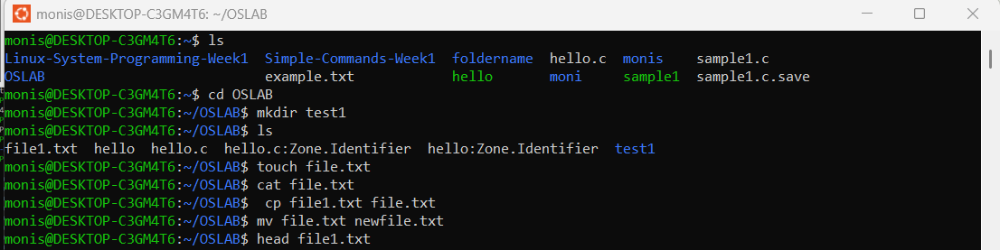 monis@DESKTOP-C3GM4T6: ~/OSLAB
monis@DESKTOP-C3GM4T6:~$ ls
Linux-System-Programming-Week1  Simple-Commands-Week1  foldername  hello.c  monis    sample1.c
OSLAB                           example.txt            hello       moni     sample1  sample1.c.save
monis@DESKTOP-C3GM4T6:~$ cd OSLAB
monis@DESKTOP-C3GM4T6:~/OSLAB$ mkdir test1
monis@DESKTOP-C3GM4T6:~/OSLAB$ ls
file1.txt  hello  hello.c  hello.c:Zone.Identifier  hello:Zone.Identifier  test1
monis@DESKTOP-C3GM4T6:~/OSLAB$ touch file.txt
monis@DESKTOP-C3GM4T6:~/OSLAB$ cat file.txt
monis@DESKTOP-C3GM4T6:~/OSLAB$  cp file1.txt file.txt
monis@DESKTOP-C3GM4T6:~/OSLAB$ mv file.txt newfile.txt
monis@DESKTOP-C3GM4T6:~/OSLAB$ head file1.txt